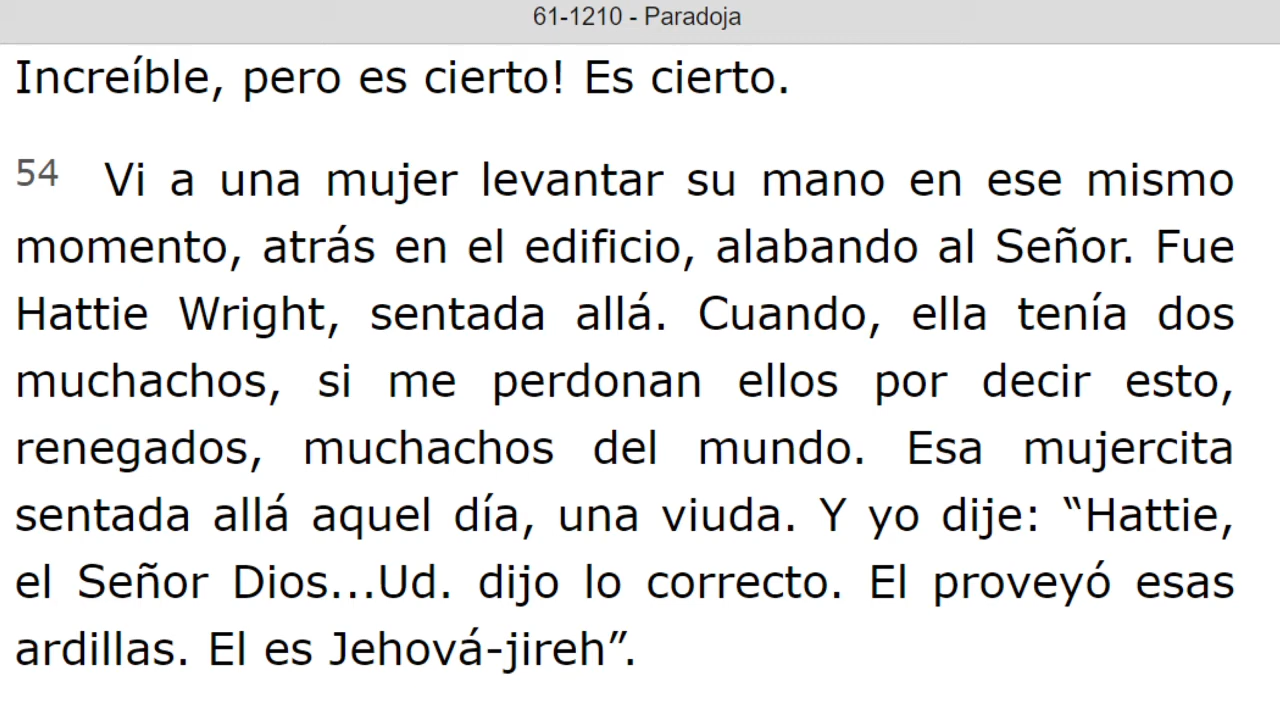 61-1210 - Paradoja
Increíble, pero es cierto! Es cierto.
54 Vi a una mujer levantar su mano en ese mismo
momento, atrás en el edificio, alabando al Señor. Fue
Hattie Wright, sentada allá. Cuando, ella tenía dos
muchachos, si me perdonan ellos por decir esto,
renegados, muchachos del mundo. Esa mujercita
sentada allá aquel día, una viuda. Y yo dije: “Hattie,
el Señor Dios...Ud. dijo lo correcto. El proveyó esas
ardillas. El es Jehová-jireh”.